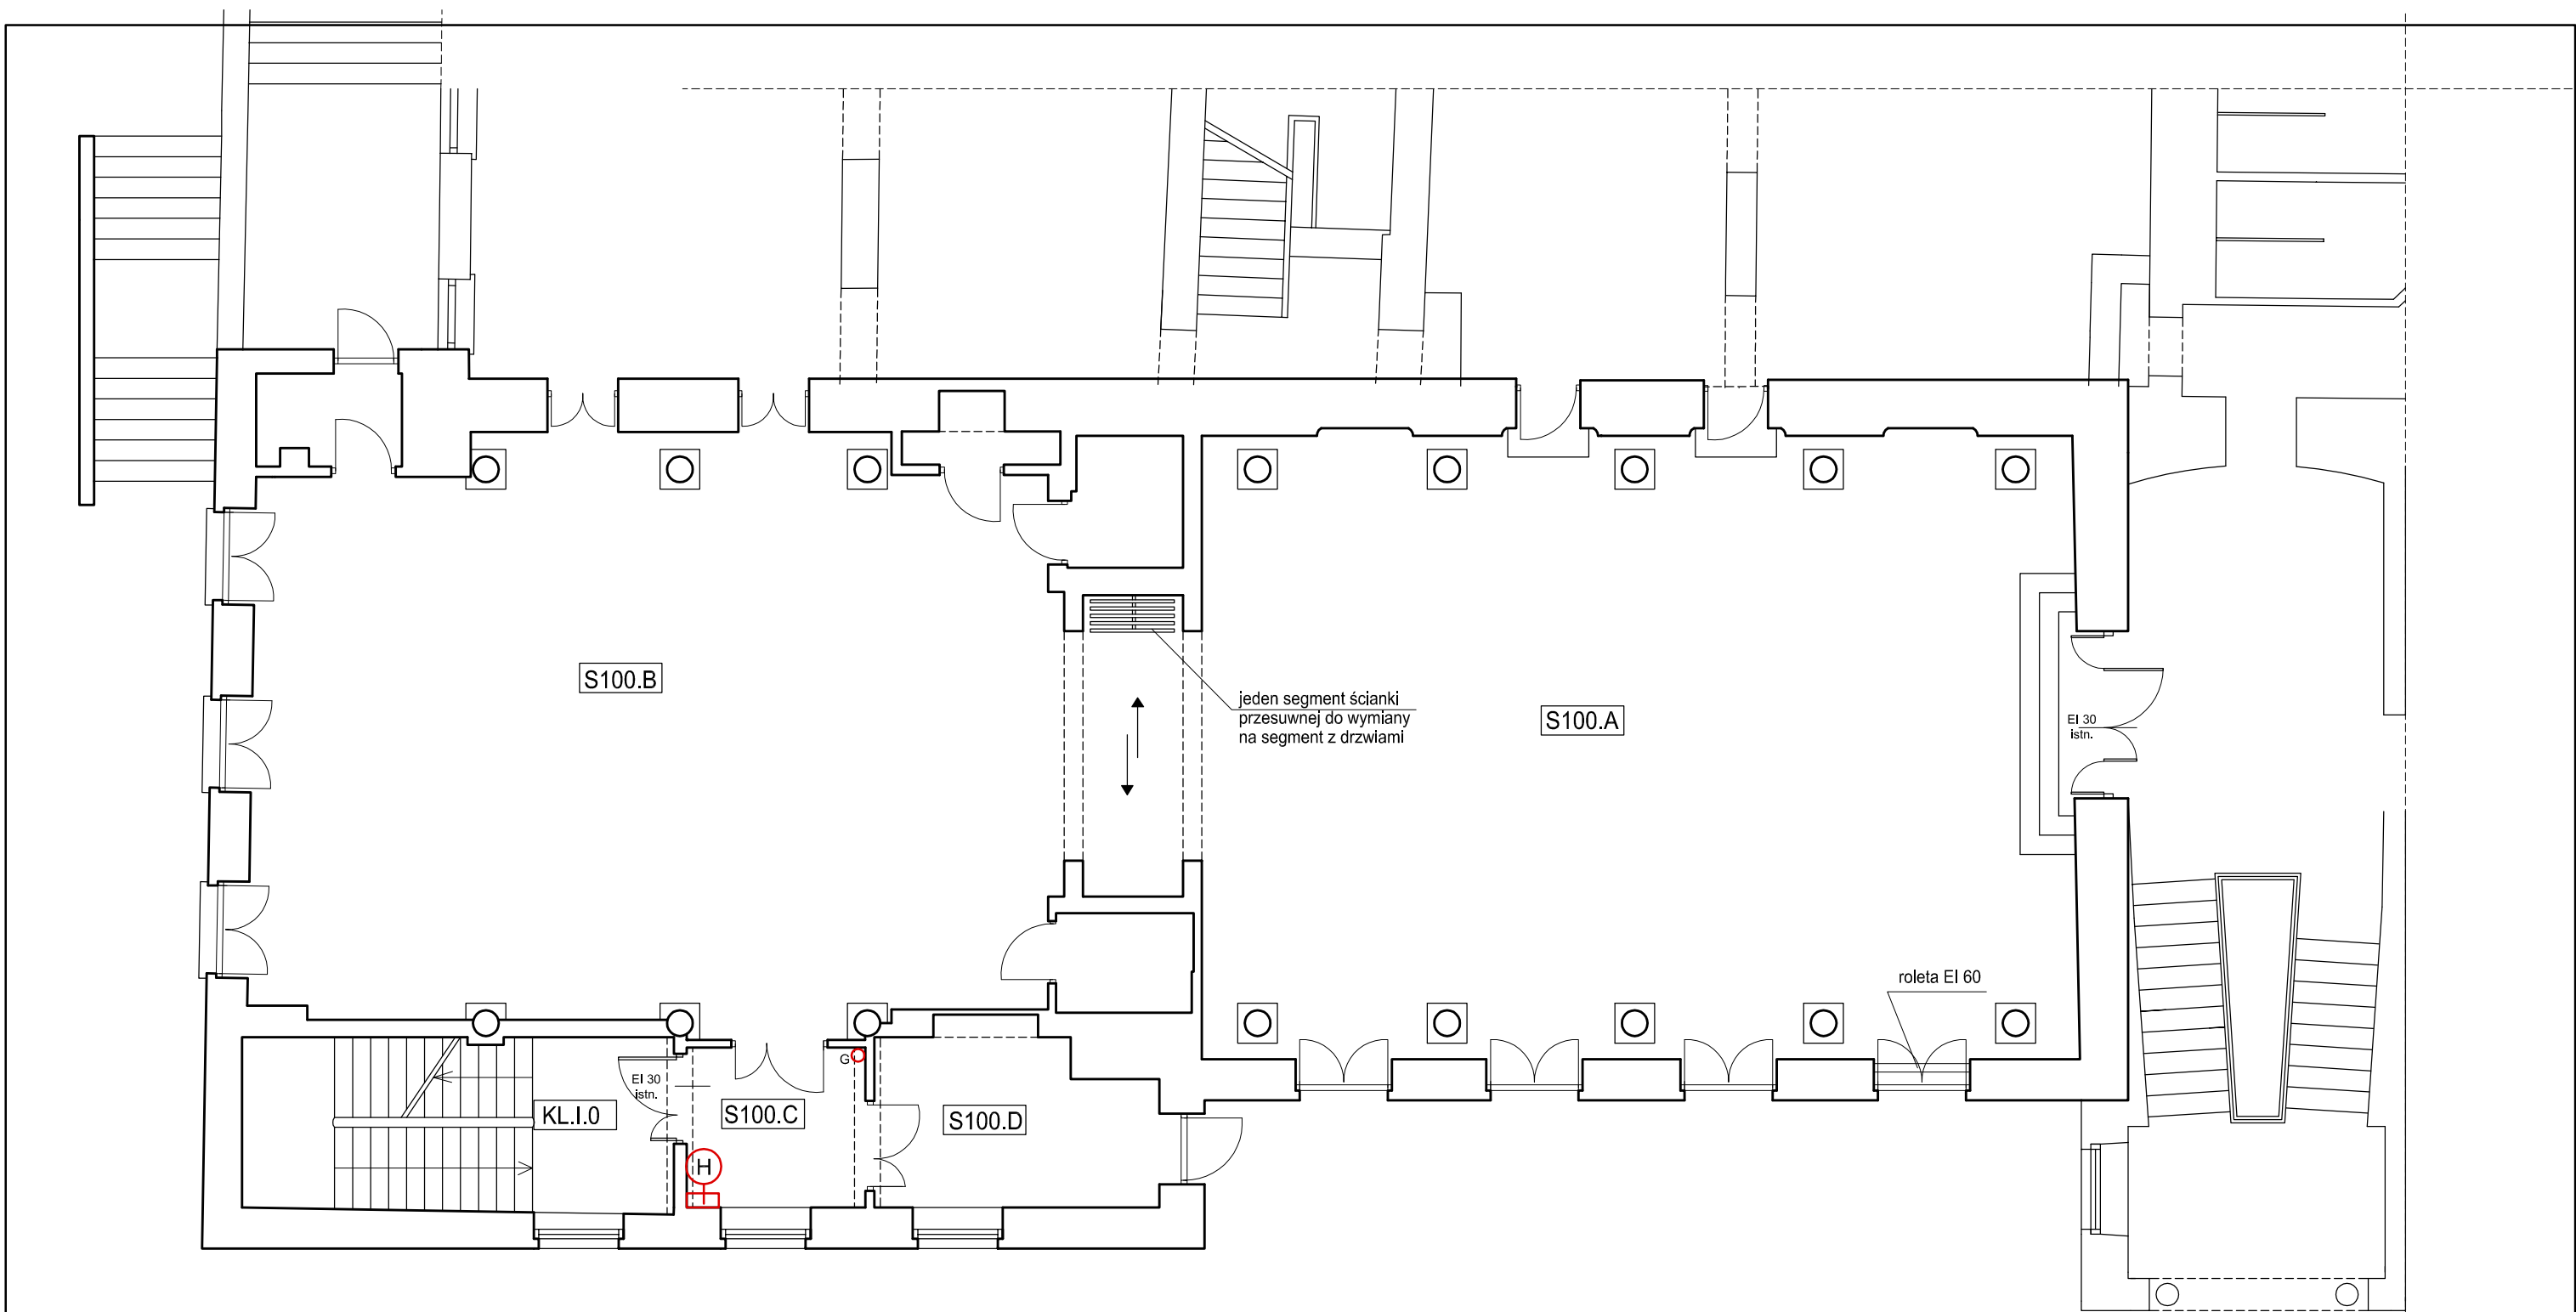 S100.B
jeden segment ścianki
przesuwnej do wymiany
na segment z drzwiami
S100.A
EI 30
istn.
roleta EI 60
G
EI 30
istn.
KL.I.0
S100.C
S100.D
H